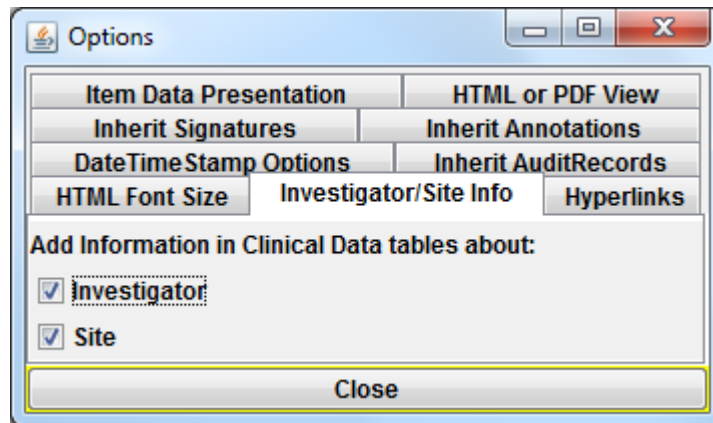 Options
Item Data Presentation HTML or PDF View
Inherit Signatures Inherit Annotations
DateTimeStamp Options Inherit AuditRecords
HTML Font Size Investigator/Site Info Hyperlinks
Add Information in Clinical Data tables about:
Investigator
Site
Close